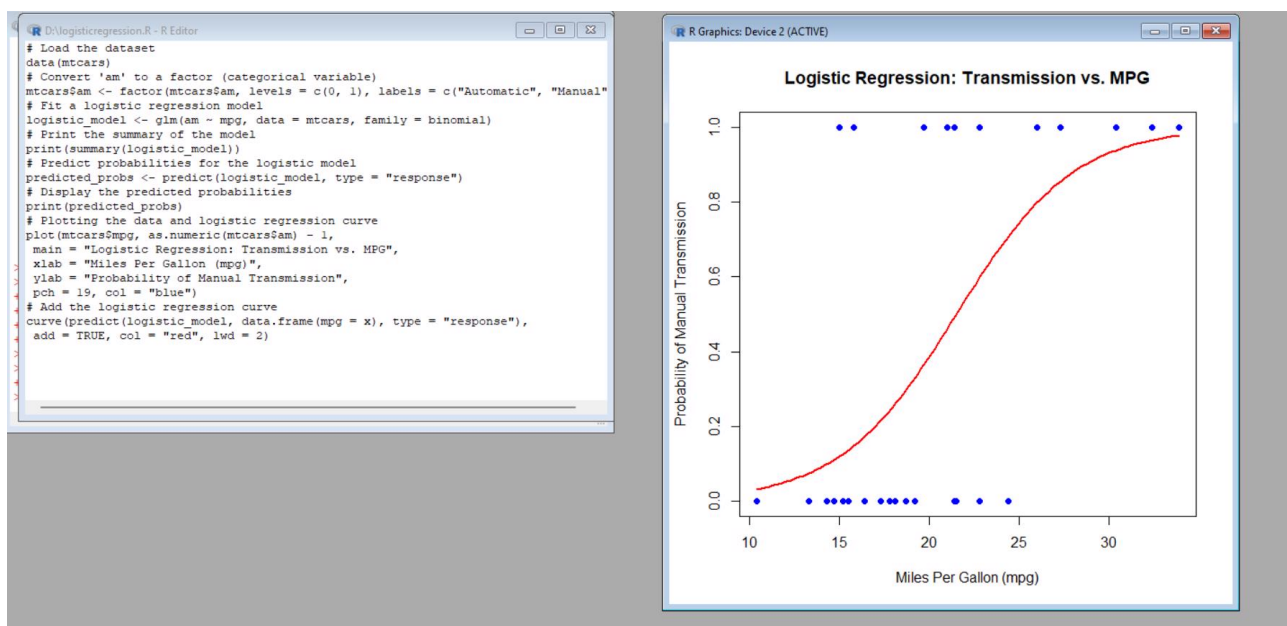 D:\logisticregression.R - R Editor
# Load the dataset
data(mtcars)
# Convert 'am' to a factor (categorical variable)
mtcars$am <- factor(mtcars$am, levels = c(0, 1), labels = c("Automatic", "Manual"
# Fit a logistic regression model
logistic_model <- glm(am ~ mpg, data = mtcars, family = binomial)
# Print the summary of the model
print(summary(logistic_model))
# Predict probabilities for the logistic model
predicted_probs <- predict(logistic_model, type = "response")
# Display the predicted probabilities
print(predicted_probs)
# Plotting the data and logistic regression curve
plot(mtcars$mpg, as.numeric(mtcars$am) - 1,
 main = "Logistic Regression: Transmission vs. MPG",
 xlab = "Miles Per Gallon (mpg)",
 ylab = "Probability of Manual Transmission",
 pch = 19, col = "blue")
# Add the logistic regression curve
curve(predict(logistic_model, data.frame(mpg = x), type = "response"),
 add = TRUE, col = "red", lwd = 2)
R Graphics: Device 2 (ACTIVE)
Logistic Regression: Transmission vs. MPG
Probability of Manual Transmission
1.0
0.8
0.6
0.4
0.2
0.0
10 15 20 25 30
Miles Per Gallon (mpg)